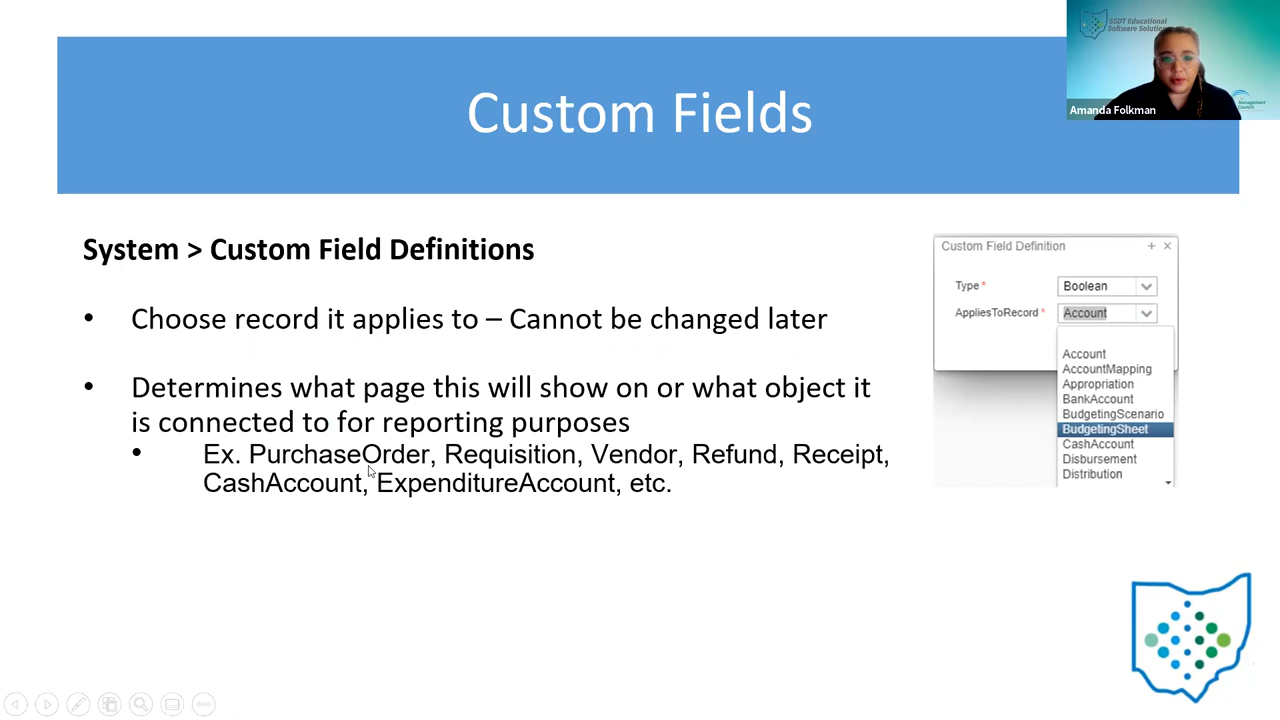 SSDT Educational
Software Solutions
Management
Council
Amanda Folkman
Custom Fields
System > Custom Field Definitions
• Choose record it applies to – Cannot be changed later
• Determines what page this will show on or what object it
is connected to for reporting purposes
• Ex. PurchaseOrder, Requisition, Vendor, Refund, Receipt,
CashAccount, ExpenditureAccount, etc.
Custom Field Definition
Type * Boolean
AppliesToRecord * Account
Account
AccountMapping
Appropriation
BankAccount
BudgetingScenario
BudgetingSheet
CashAccount
Disbursement
Distribution